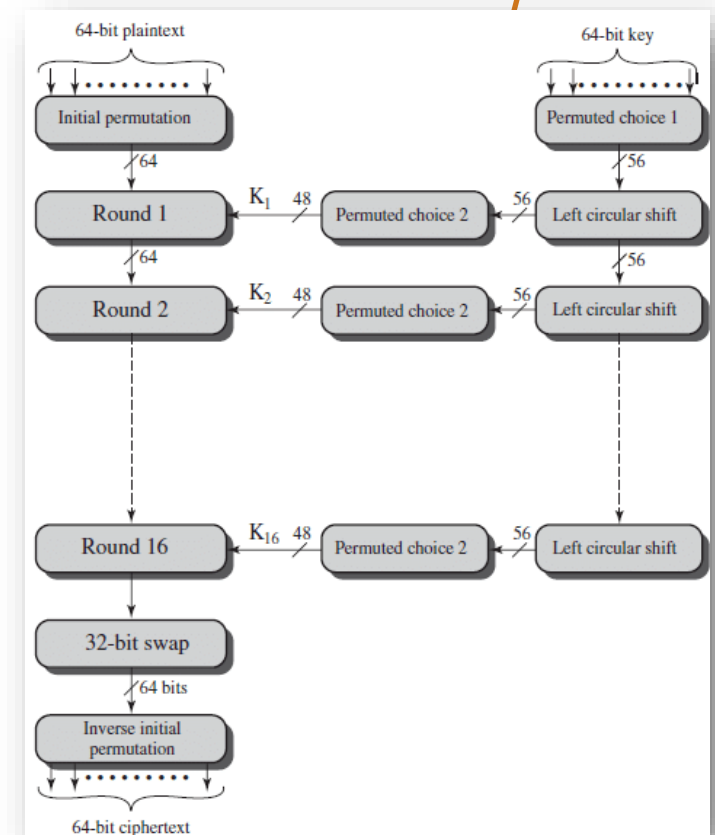 64-bit plaintext
64-bit key
Initial permutation
Permuted choice 1
64
56
Round 1
K1
48
Permuted choice 2
56
Left circular shift
64
56
Round 2
K2
48
Permuted choice 2
56
Left circular shift
Round 16
K16
48
Permuted choice 2
56
Left circular shift
32-bit swap
64 bits
Inverse initial
permutation
64-bit ciphertext